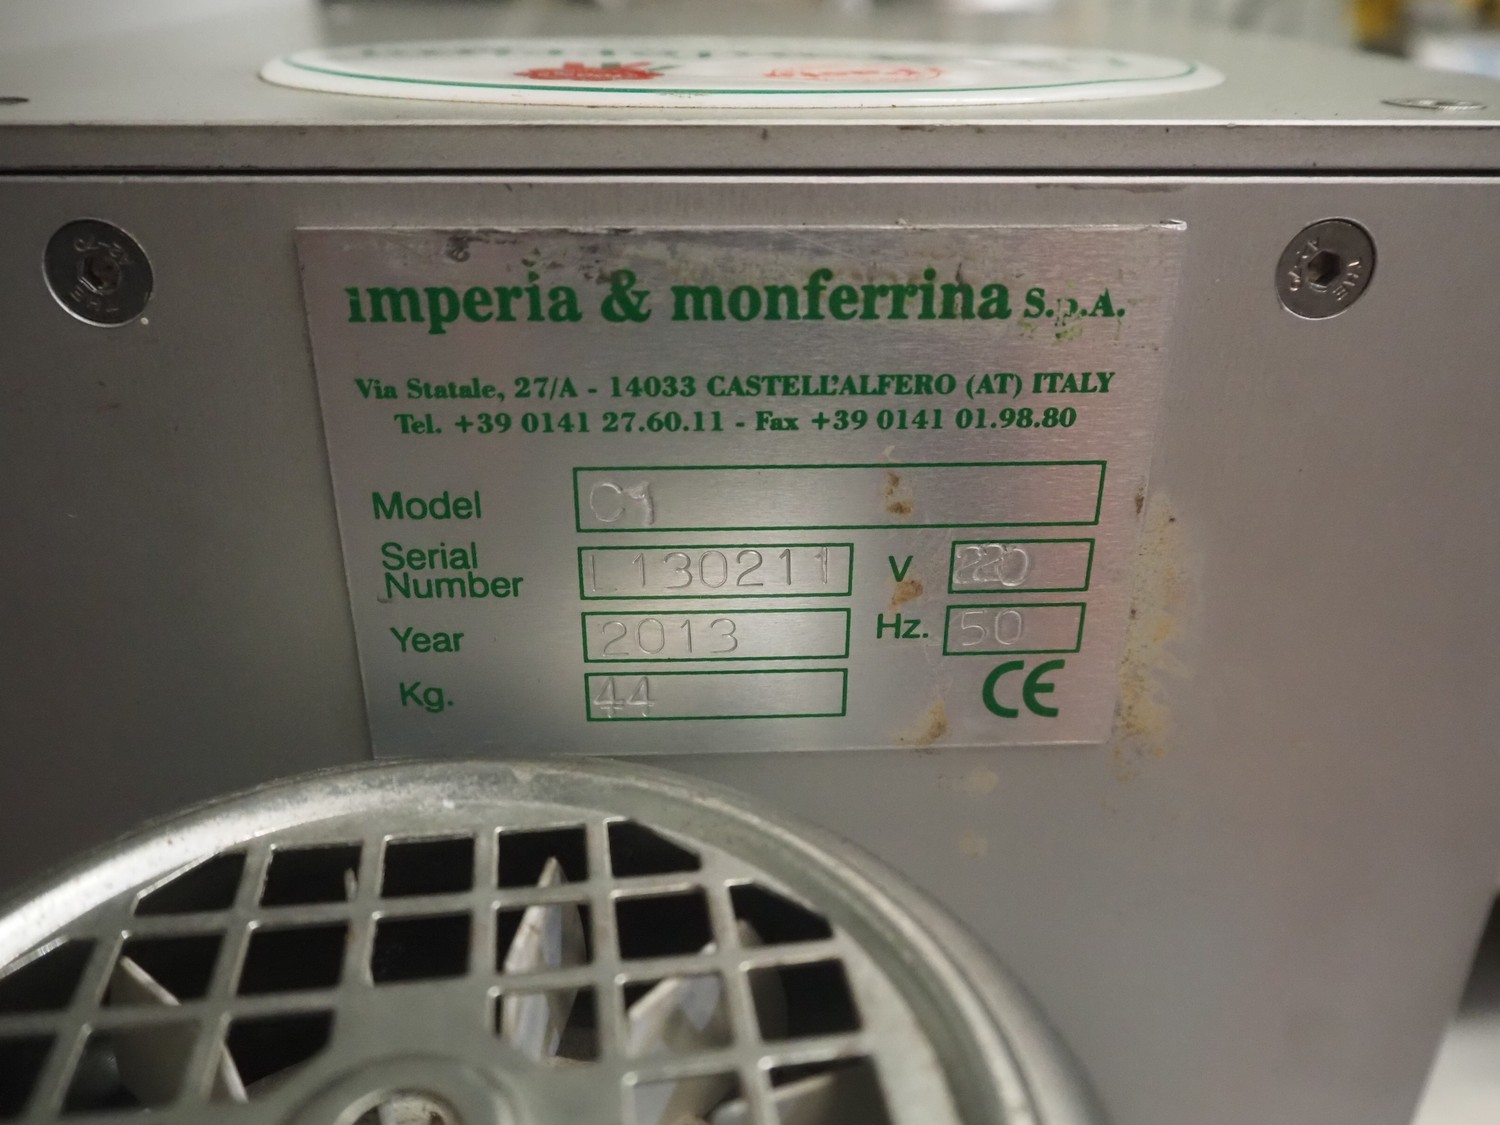 imperia & monferrina S.p.A.
Via Statale, 27/A - 14033 CASTELL'ALFERO (AT) ITALY
Tel. +39 0141 27.60.11 - Fax +39 0141 01.98.80
Model C1
Serial Number L130211 V 220
Year 2013 Hz. 50
Kg. 44
CE